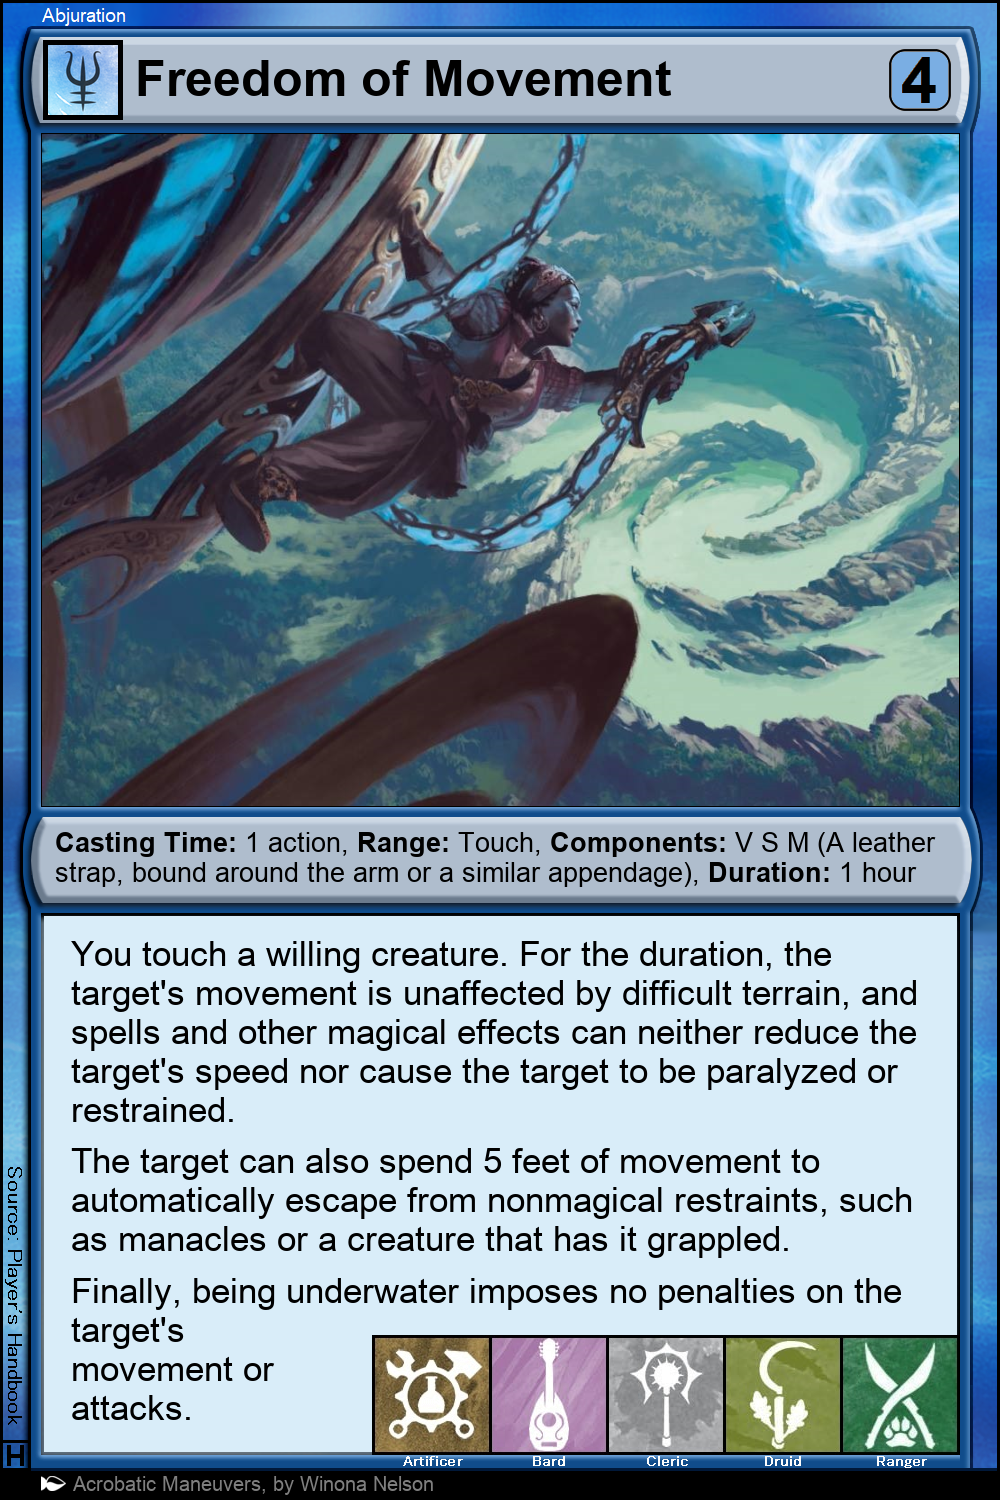 Abjuration
Freedom of Movement
4
Casting Time: 1 action, Range: Touch, Components: V S M (A leather
strap, bound around the arm or a similar appendage), Duration: 1 hour
You touch a willing creature. For the duration, the
target's movement is unaffected by difficult terrain, and
spells and other magical effects can neither reduce the
target's speed nor cause the target to be paralyzed or
restrained.
The target can also spend 5 feet of movement to
automatically escape from nonmagical restraints, such
as manacles or a creature that has it grappled.
Finally, being underwater imposes no penalties on the
target's
movement or
attacks.
Artificer
Bard
Cleric
Druid
Ranger
Source: Player's Handbook
H
Acrobatic Maneuvers, by Winona Nelson